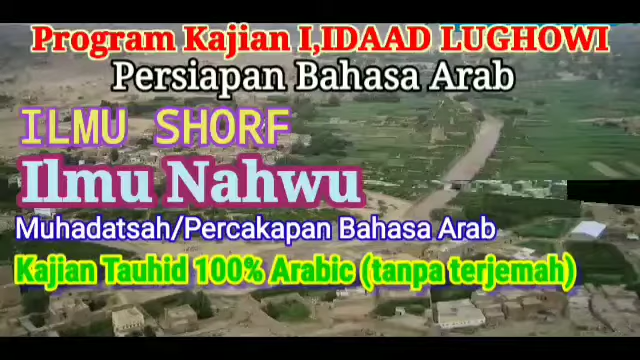 Program Kajian I,IDAAD LUGHOWI
Persiapan Bahasa Arab
ILMU SHORF
Ilmu Nahwu
Muhadatsah/Percakapan Bahasa Arab
Kajian Tauhid 100% Arabic (tanpa terjemah)